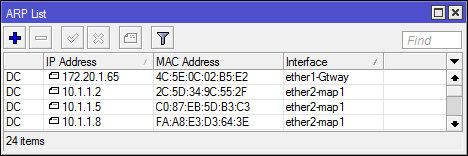 ARP List
Find
IP Address MAC Address Interface
DC 172.20.1.65 4C:5E:0C:02:B5:E2 ether1-Gtway
DC 10.1.1.2 2C:5D:34:9C:55:2F ether2-map1
DC 10.1.1.5 C0:87:EB:5D:B3:C3 ether2-map1
DC 10.1.1.8 FA:A8:E3:D3:64:3E ether2-map1
24 items